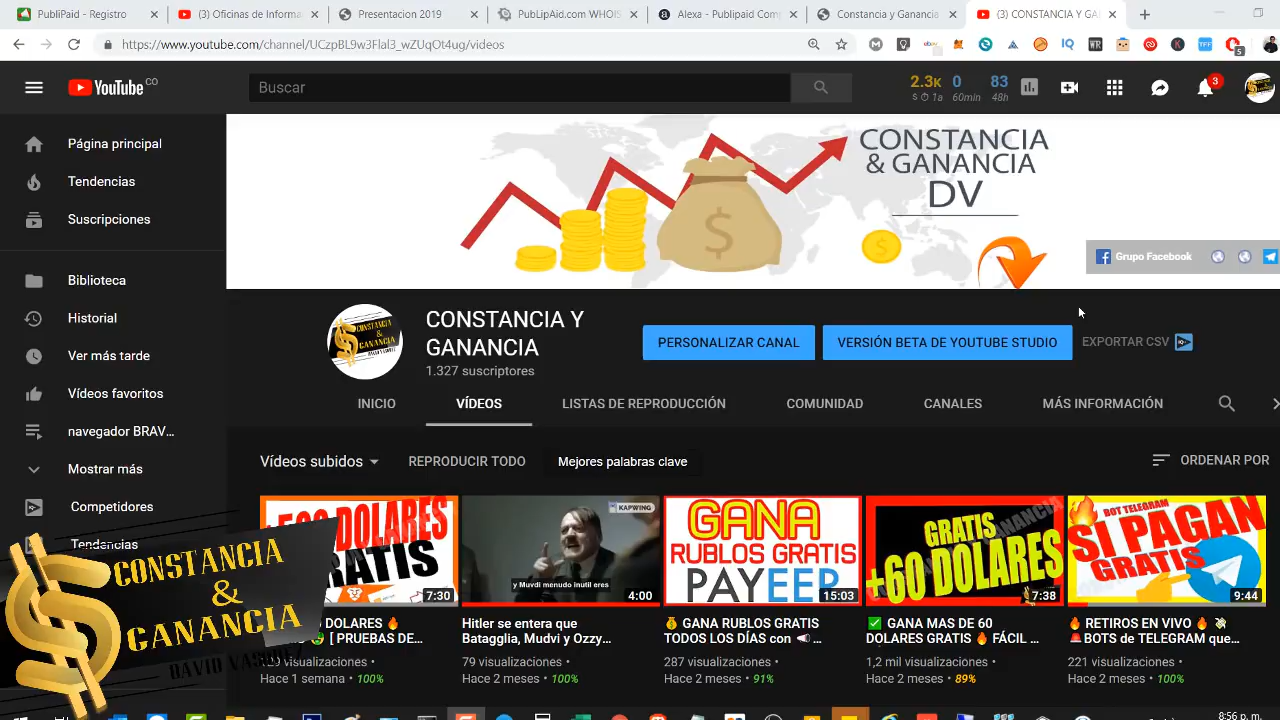 PubliPaid - Registro
(3) Oficinas de Informa
Presentacion 2019
PubLipAid.com WHOIS
Alexa - Publipaid Comp
Constancia y Ganancia
(3) CONSTANCIA Y GA
https://www.youtube.com/channel/UCzpBL9w3Flal3_wZUqOt4ug/videos
YouTube CO
Buscar
2.3K 0 83
1a 60min 48h
3
Página principal
Tendencias
Suscripciones
Biblioteca
Historial
Ver más tarde
Vídeos favoritos
navegador BRAV...
Mostrar más
Competidores
Tendencias
CONSTANCIA
& GANANCIA
DV
Grupo Facebook
CONSTANCIA
&
GANANCIA
CONSTANCIA Y
GANANCIA
1.327 suscriptores
PERSONALIZAR CANAL
VERSIÓN BETA DE YOUTUBE STUDIO
EXPORTAR CSV
INICIO
VÍDEOS
LISTAS DE REPRODUCCIÓN
COMUNIDAD
CANALES
MÁS INFORMACIÓN
Vídeos subidos
REPRODUCIR TODO
Mejores palabras clave
ORDENAR POR
DOLARES
7:30
DOLARES
[ PRUEBAS DE...
visualizaciones •
Hace 1 semana • 100%
KAPWING
y Muvdi menudo inutil eres
4:00
Hitler se entera que
Batagglia, Mudvi y Ozzy...
79 visualizaciones •
Hace 2 meses • 100%
GANA
RUBLOS GRATIS
PAYEER
15:03
GANA RUBLOS GRATIS
TODOS LOS DÍAS con
287 visualizaciones •
Hace 2 meses • 91%
GRATIS
+60 DOLARES
7:38
GANA MAS DE 60
DOLARES GRATIS FÁCIL ...
1,2 mil visualizaciones •
Hace 2 meses • 89%
BOT TELEGRAM
SI PAGAN
GRATIS
9:44
RETIROS EN VIVO
BOTS de TELEGRAM que...
221 visualizaciones •
Hace 2 meses • 100%
CONSTANCIA
&
GANANCIA
DAVID VASQUEZ
8:56 p. m.